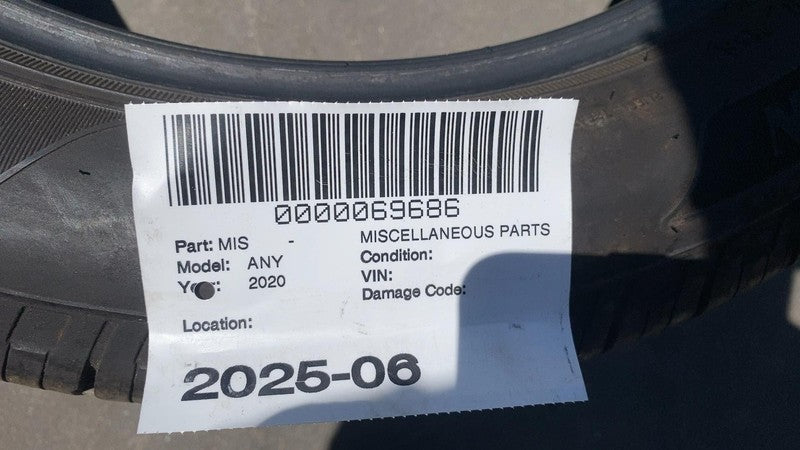 0000069686
Part: MIS - MISCELLANEOUS PARTS
Model: ANY Condition:
Year: 2020 VIN:
Damage Code:
Location:
2025-06